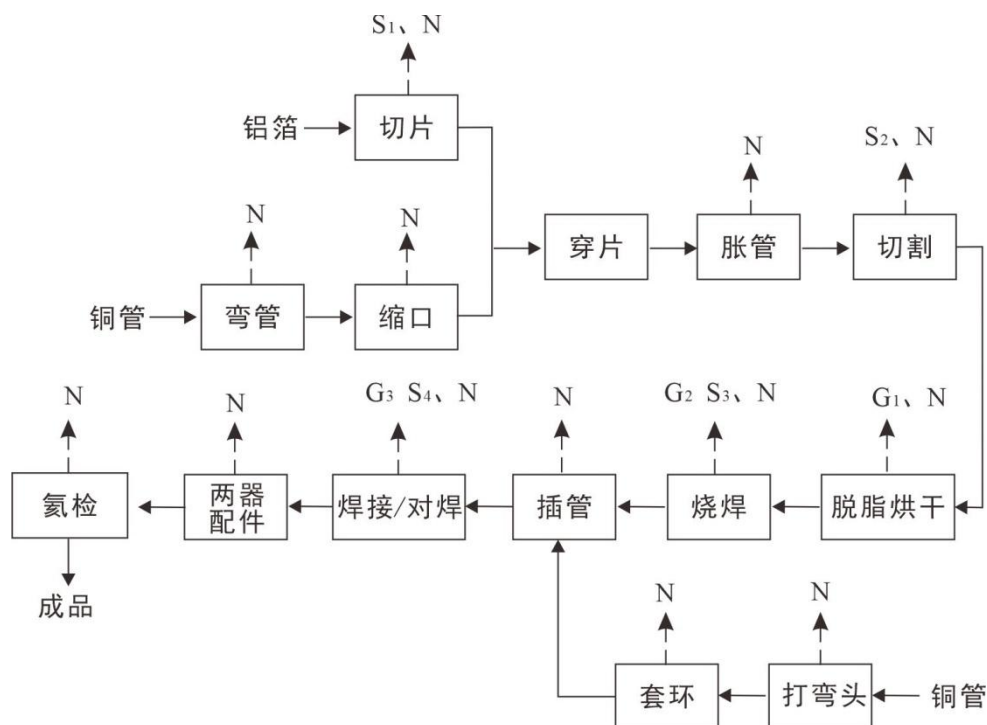 S₁、N
铝箔
切片
N
S₂、N
N
N
穿片
胀管
切割
铜管
弯管
缩口
G₃ S₄、N
N
G₂ S₃、N
G₁、N
N
N
氦检
两器
配件
焊接/对焊
插管
烧焊
脱脂烘干
成品
N
N
套环
打弯头
铜管